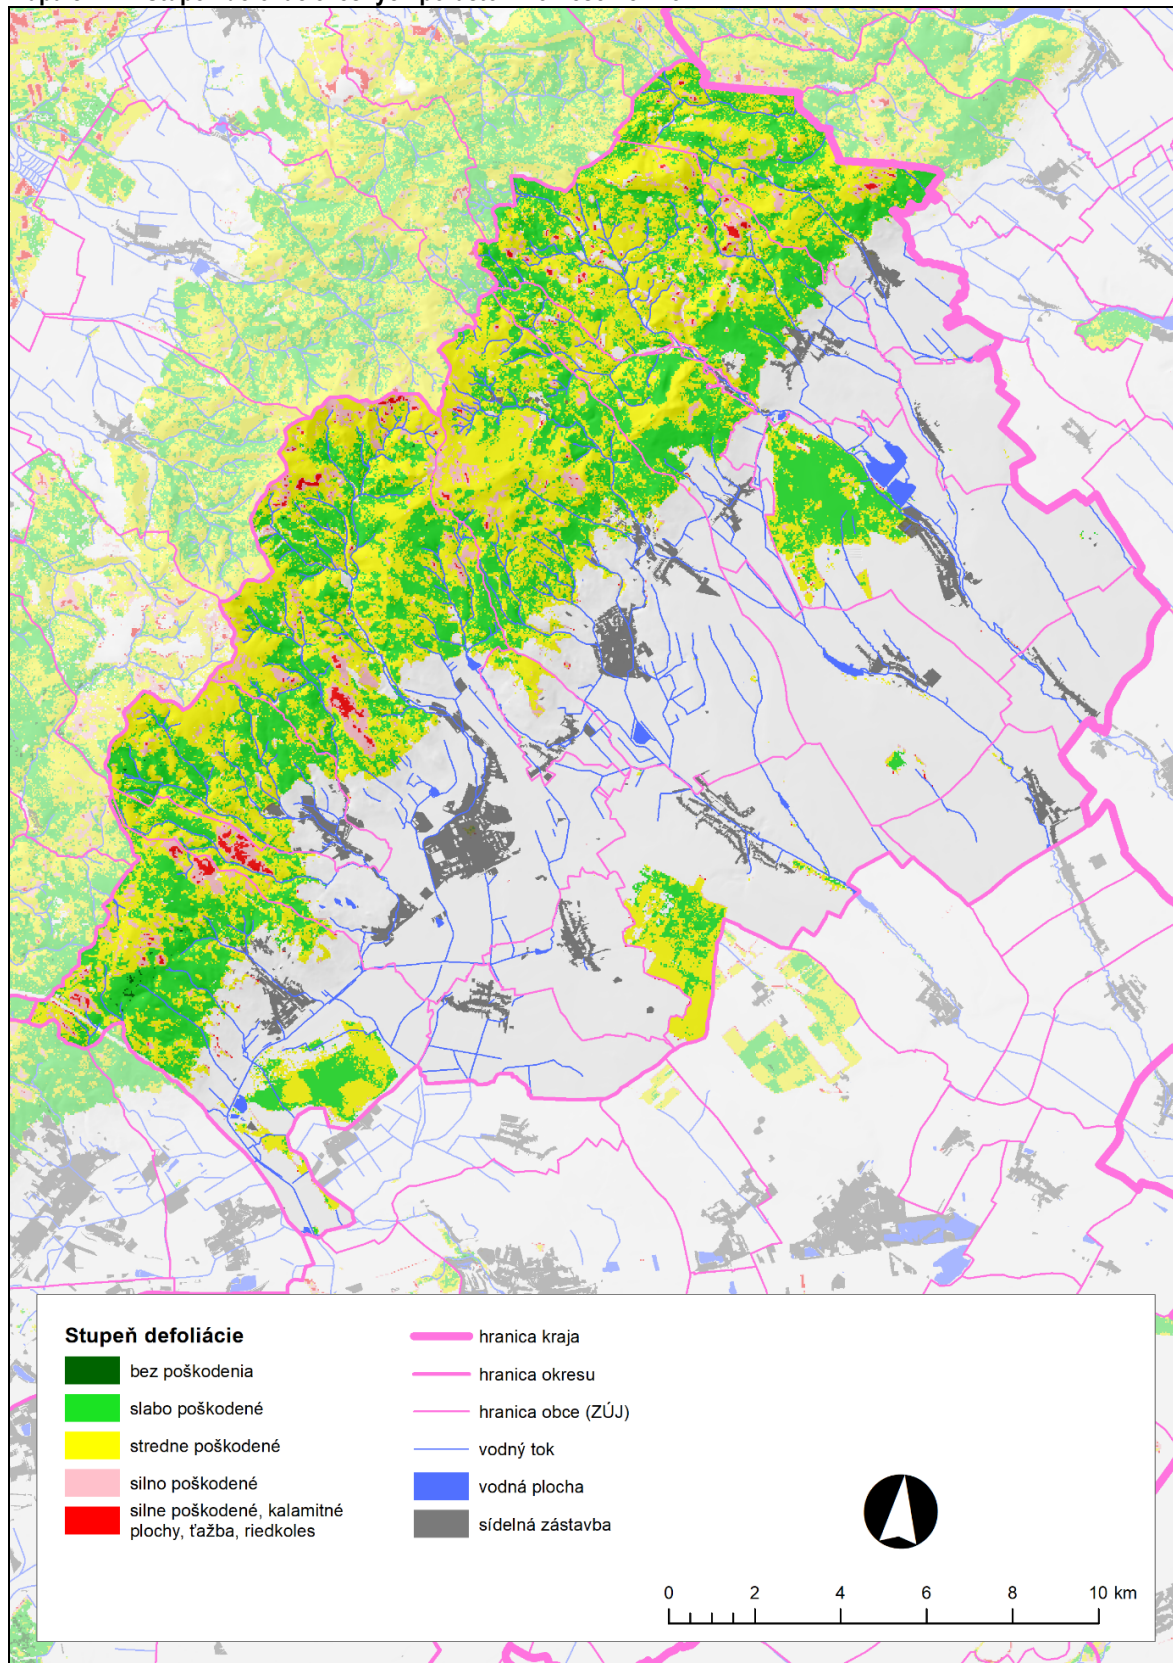 Stupeň defoliácie
bez poškodenia
slabo poškodené
stredne poškodené
silno poškodené
silne poškodené, kalamitné
plochy, ťažba, riedkoles
hranica kraja
hranica okresu
hranica obce (ZÚJ)
vodný tok
vodná plocha
sídelná zástavba
0 2 4 6 8 10 km